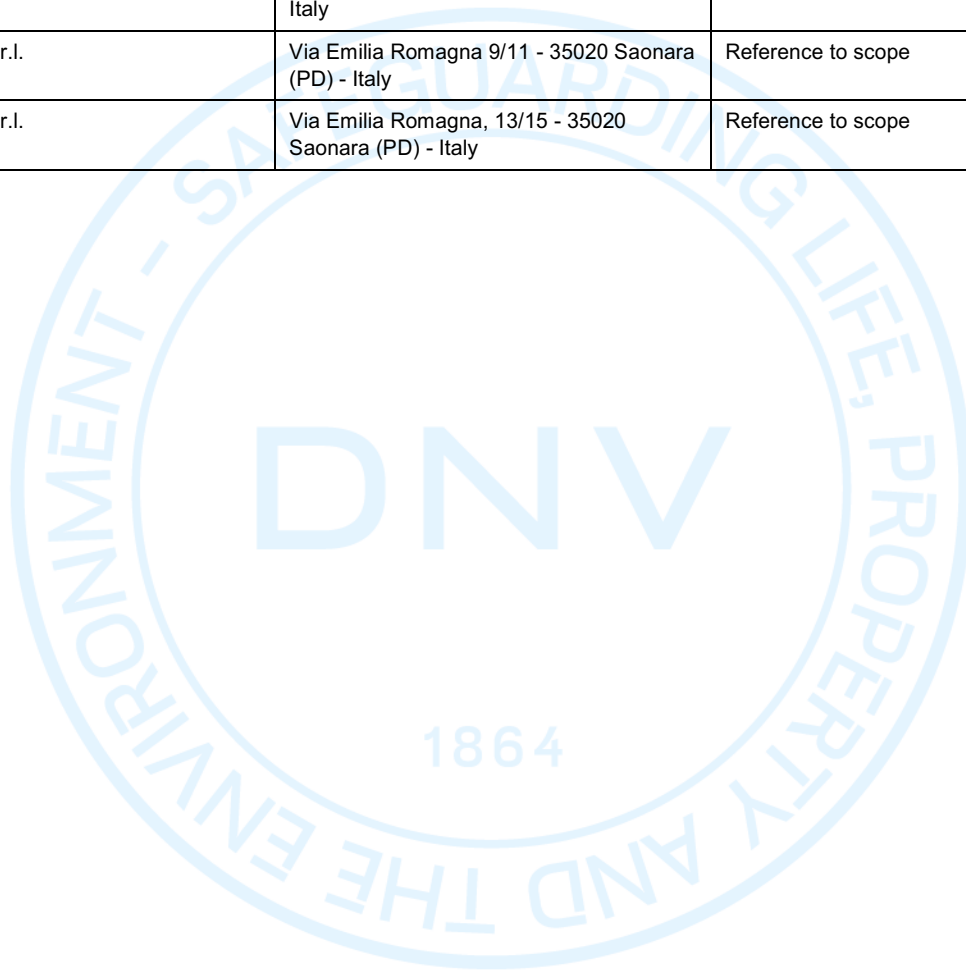 Italy
r.l. Via Emilia Romagna 9/11 - 35020 Saonara Reference to scope
(PD) - Italy
r.l. Via Emilia Romagna, 13/15 - 35020 Reference to scope
Saonara (PD) - Italy
SAFEGUARDING LIFE, PROPERTY AND THE ENVIRONMENT -
DNV
1864